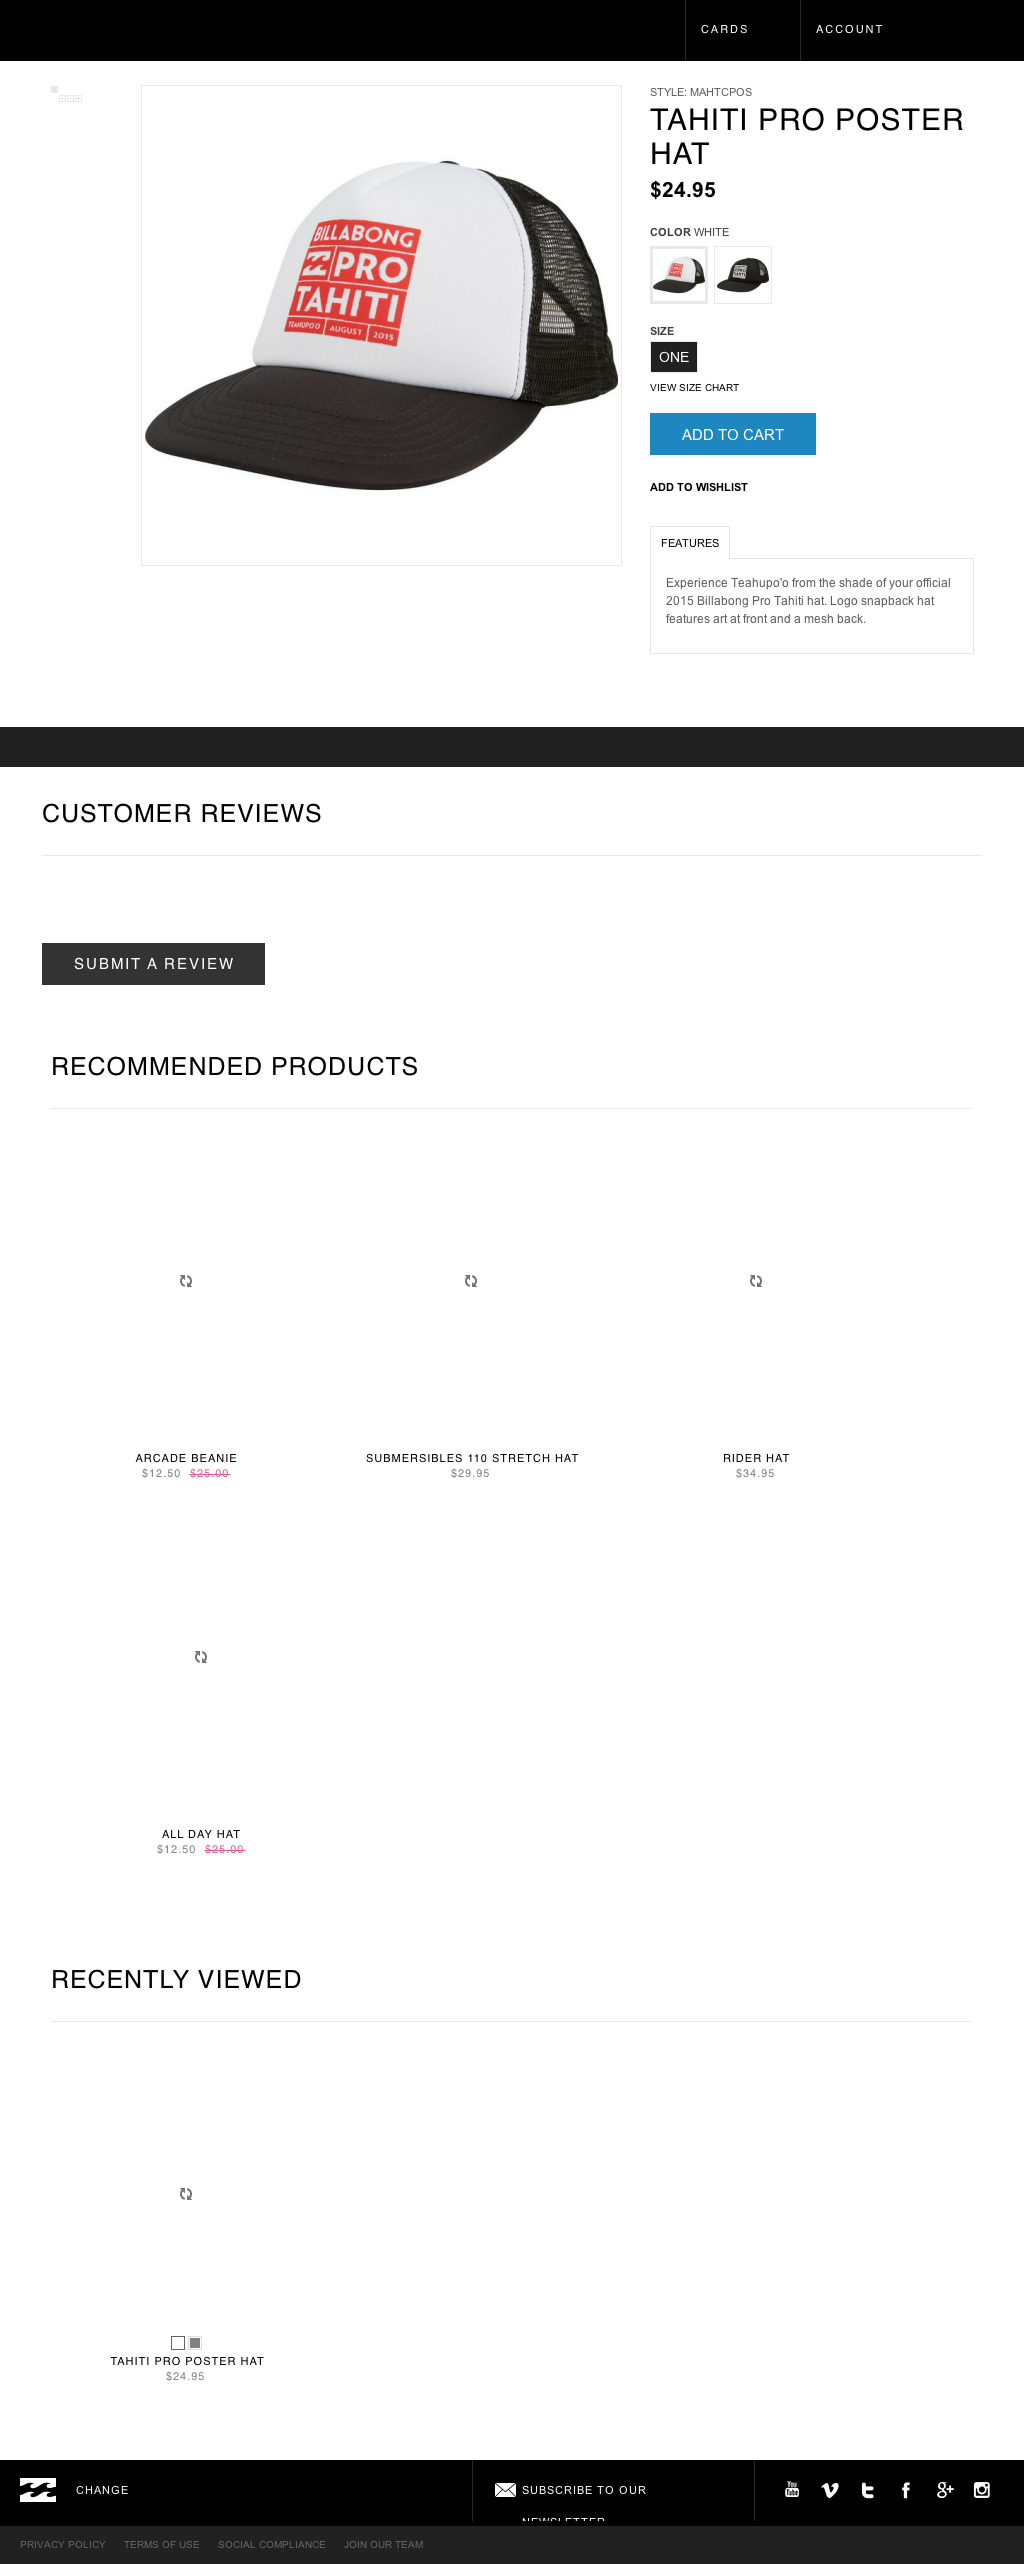 CARDS
ACCOUNT
STYLE: MAHTCPOS
TAHITI PRO POSTER
HAT
$24.95
COLOR WHITE
SIZE
ONE
VIEW SIZE CHART
ADD TO CART
ADD TO WISHLIST
FEATURES
Experience Teahupo'o from the shade of your official
2015 Billabong Pro Tahiti hat. Logo snapback hat
features art at front and a mesh back.
BILLABONG
PRO
TAHITI
TEAHUPOO AUGUST 2015
CUSTOMER REVIEWS
SUBMIT A REVIEW
RECOMMENDED PRODUCTS
ARCADE BEANIE
$12.50 $25.00
SUBMERSIBLES 110 STRETCH HAT
$29.95
RIDER HAT
$34.95
ALL DAY HAT
$12.50 $25.00
RECENTLY VIEWED
TAHITI PRO POSTER HAT
$24.95
CHANGE
SUBSCRIBE TO OUR
NEWSLETTER
You
Tube
PRIVACY POLICY TERMS OF USE SOCIAL COMPLIANCE JOIN OUR TEAM